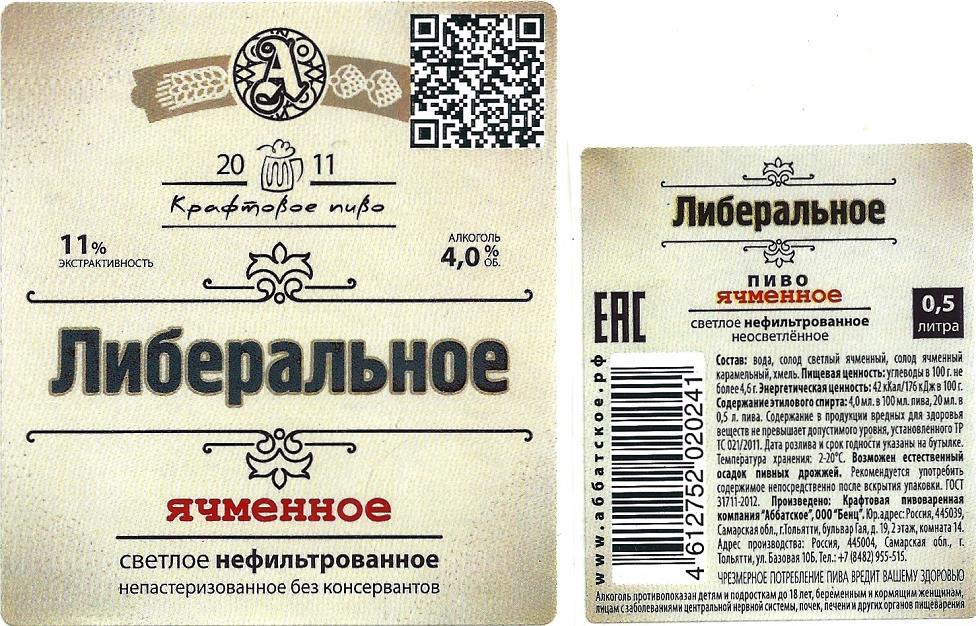 А
20 11
Крафтовое пиво
11%
ЭКСТРАКТИВНОСТЬ
АЛКОГОЛЬ
4,0% ОБ.
Либеральное
ячменное
светлое нефильтрованное
непастеризованное без консервантов
Либеральное
ПИВО
ячменное
светлое нефильтрованное
неосветлённое
ЕАС
0,5
литра
www.аббатское.рф
4 612752 020241
Состав: вода, солод светлый ячменный, солод ячменный
карамельный, хмель. Пищевая ценность: углеводы в 100 г. не
более 4,6 г. Энергетическая ценность: 42 кКал/176 кДж в 100 г.
Содержание этилового спирта: 4,0 мл. в 100 мл. пива, 20 мл. в
0,5 л. пива. Содержание в продукции вредных для здоровья
веществ не превышает допустимого уровня, установленного ТР
ТС 021/2011. Дата розлива и срок годности указаны на бутылке.
Температура хранения: 2-20°С. Возможен естественный
осадок пивных дрожжей. Рекомендуется употребить
содержимое непосредственно после вскрытия упаковки. ГОСТ
31711-2012. Произведено: Крафтовая пивоваренная
компания "Аббатское", ООО "Бенц". Юр.адрес: Россия, 445039,
Самарская обл., г.Тольятти, бульвар Гая, д. 19, 2 этаж, комната 14.
Адрес производства: Россия, 445004, Самарская обл., г.
Тольятти, ул. Базовая 10Б. Тел.: +7 (8482) 955-515.
ЧРЕЗМЕРНОЕ ПОТРЕБЛЕНИЕ ПИВА ВРЕДИТ ВАШЕМУ ЗДОРОВЬЮ
Алкоголь противопоказан детям и подросткам до 18 лет, беременным и кормящим женщинам,
лицам с заболеваниями центральной нервной системы, почек, печени и других органов пищеварения